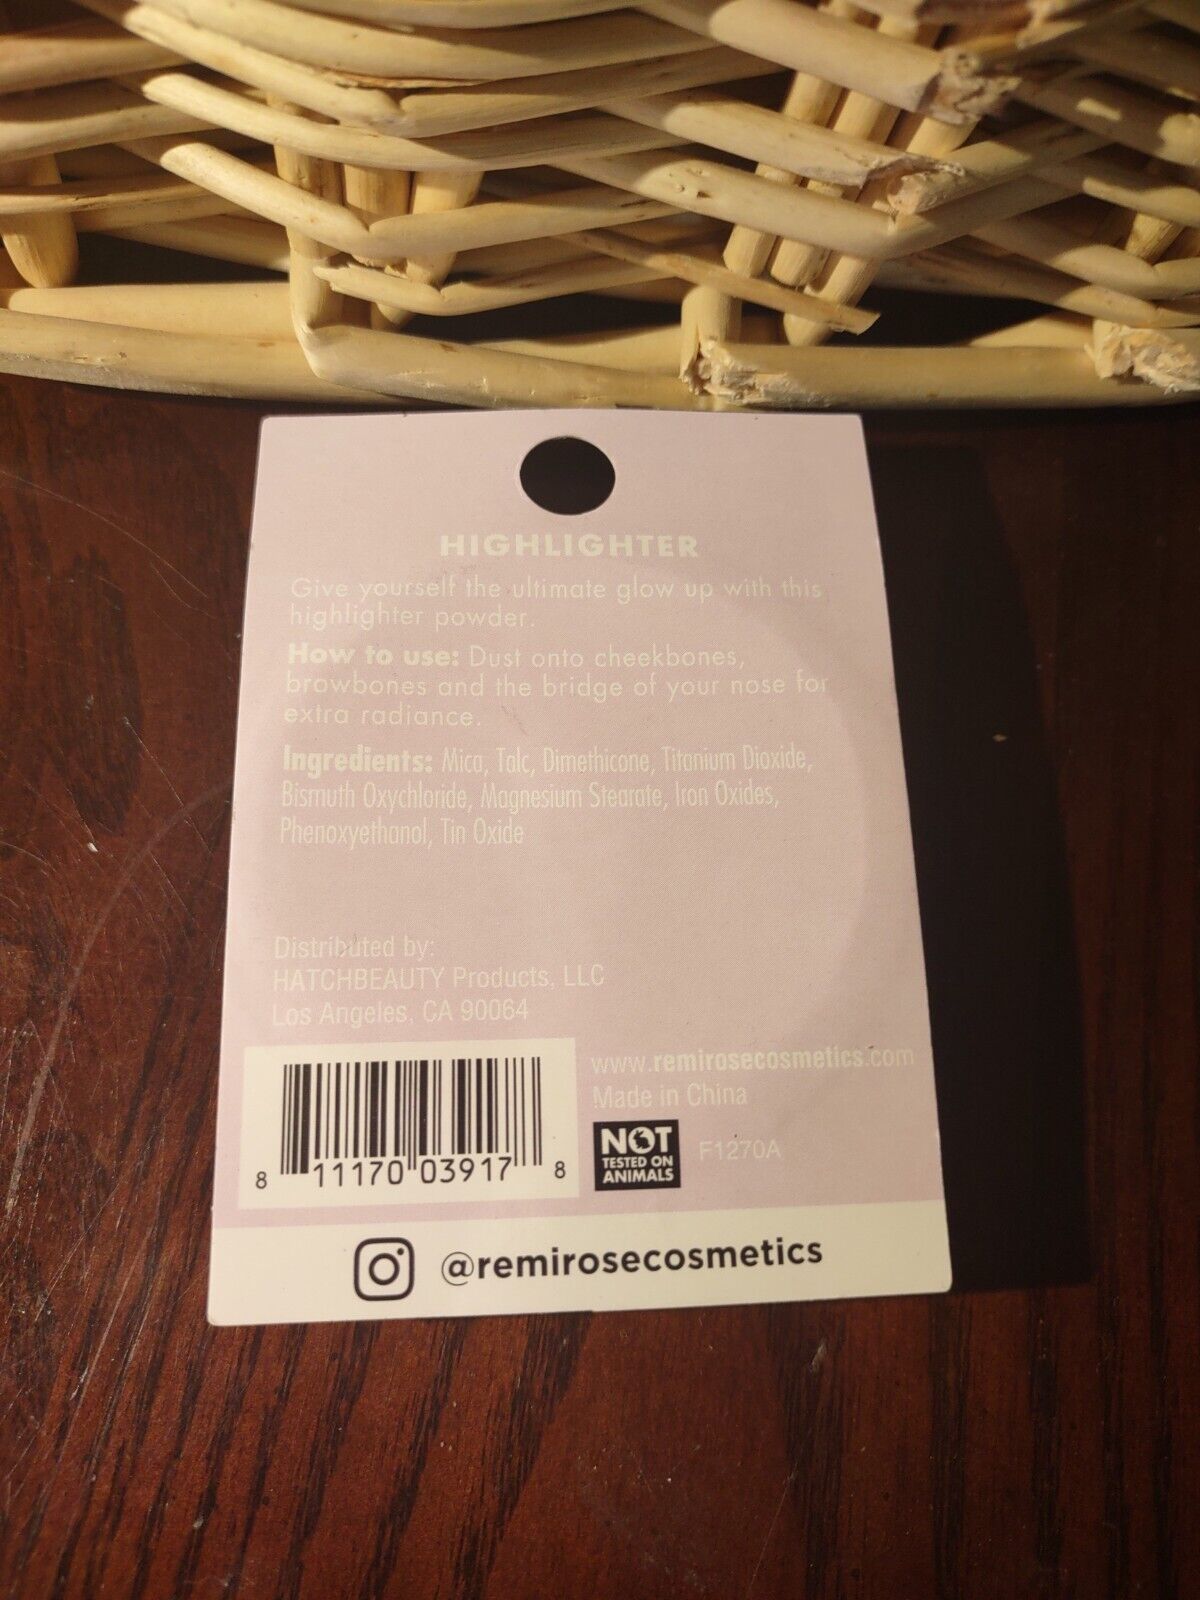 HIGHLIGHTER
Give yourself the ultimate glow up with this
highlighter powder.
How to use: Dust onto cheekbones,
browbones and the bridge of your nose for
extra radiance.
Ingredients: Mica, Talc, Dimethicone, Titanium Dioxide,
Bismuth Oxychloride, Magnesium Stearate, Iron Oxides,
Phenoxyethanol, Tin Oxide
Distributed by:
HATCHBEAUTY Products, LLC
Los Angeles, CA 90064
8 11170 03917 8
www.remirosecosmetics.com
Made in China
NOT
TESTED ON
ANIMALS
F1270A
@remirosecosmetics